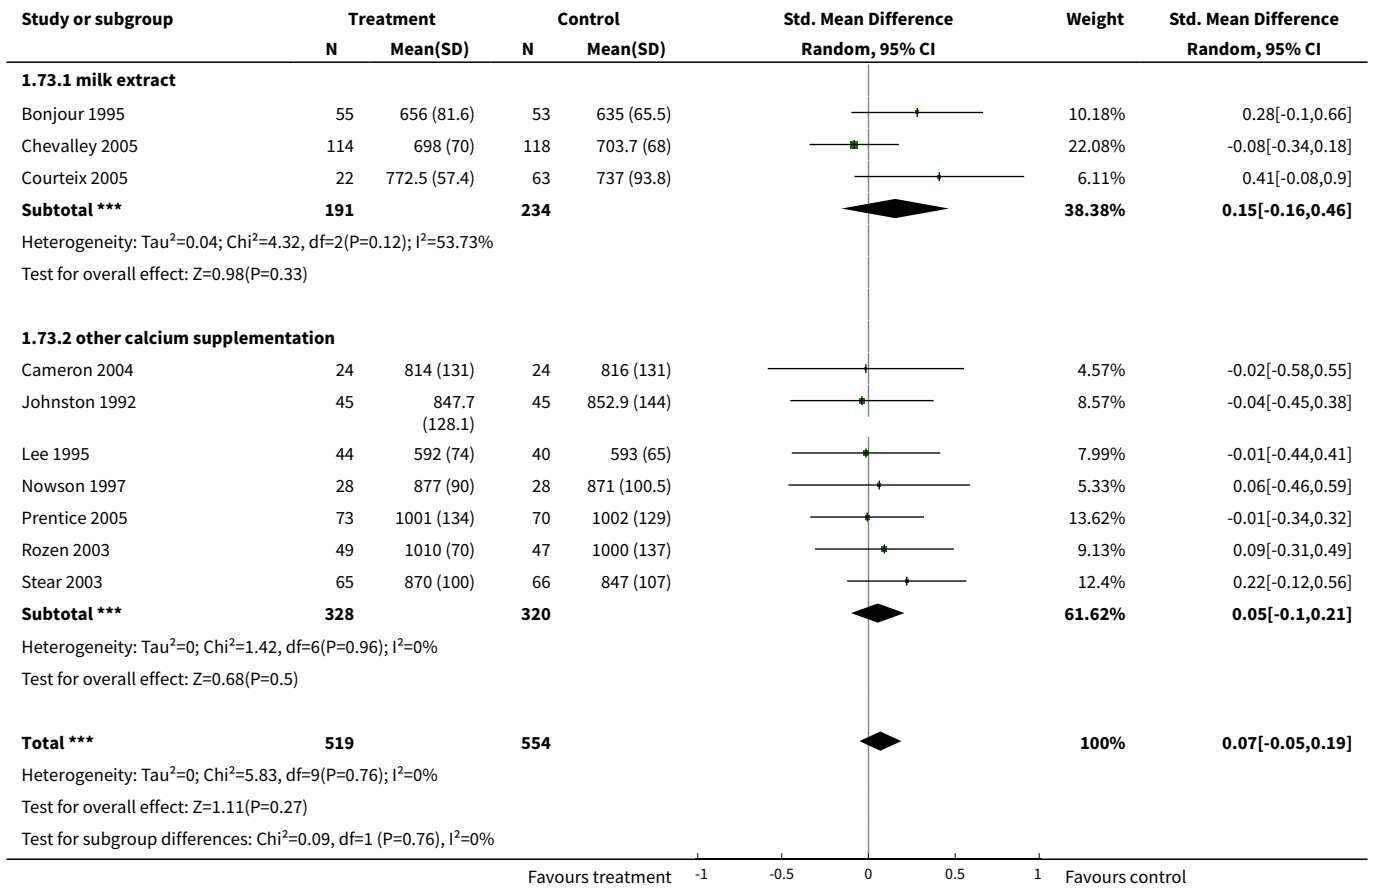 Study or subgroup Treatment Control Std. Mean Difference Weight Std. Mean Difference
N Mean(SD) N Mean(SD) Random, 95% CI Random, 95% CI
1.73.1 milk extract
Bonjour 1995 55 656 (81.6) 53 635 (65.5) 10.18% 0.28[-0.1,0.66]
Chevalley 2005 114 698 (70) 118 703.7 (68) 22.08% -0.08[-0.34,0.18]
Courteix 2005 22 772.5 (57.4) 63 737 (93.8) 6.11% 0.41[-0.08,0.9]
Subtotal *** 191 234 38.38% 0.15[-0.16,0.46]
Heterogeneity: Tau²=0.04; Chi²=4.32, df=2(P=0.12); I²=53.73%
Test for overall effect: Z=0.98(P=0.33)
1.73.2 other calcium supplementation
Cameron 2004 24 814 (131) 24 816 (131) 4.57% -0.02[-0.58,0.55]
Johnston 1992 45 847.7 45 852.9 (144) 8.57% -0.04[-0.45,0.38]
(128.1)
Lee 1995 44 592 (74) 40 593 (65) 7.99% -0.01[-0.44,0.41]
Nowson 1997 28 877 (90) 28 871 (100.5) 5.33% 0.06[-0.46,0.59]
Prentice 2005 73 1001 (134) 70 1002 (129) 13.62% -0.01[-0.34,0.32]
Rozen 2003 49 1010 (70) 47 1000 (137) 9.13% 0.09[-0.31,0.49]
Stear 2003 65 870 (100) 66 847 (107) 12.4% 0.22[-0.12,0.56]
Subtotal *** 328 320 61.62% 0.05[-0.1,0.21]
Heterogeneity: Tau²=0; Chi²=1.42, df=6(P=0.96); I²=0%
Test for overall effect: Z=0.68(P=0.5)
Total *** 519 554 100% 0.07[-0.05,0.19]
Heterogeneity: Tau²=0; Chi²=5.83, df=9(P=0.76); I²=0%
Test for overall effect: Z=1.11(P=0.27)
Test for subgroup differences: Chi²=0.09, df=1 (P=0.76), I²=0%
Favours treatment -1 -0.5 0 0.5 1 Favours control